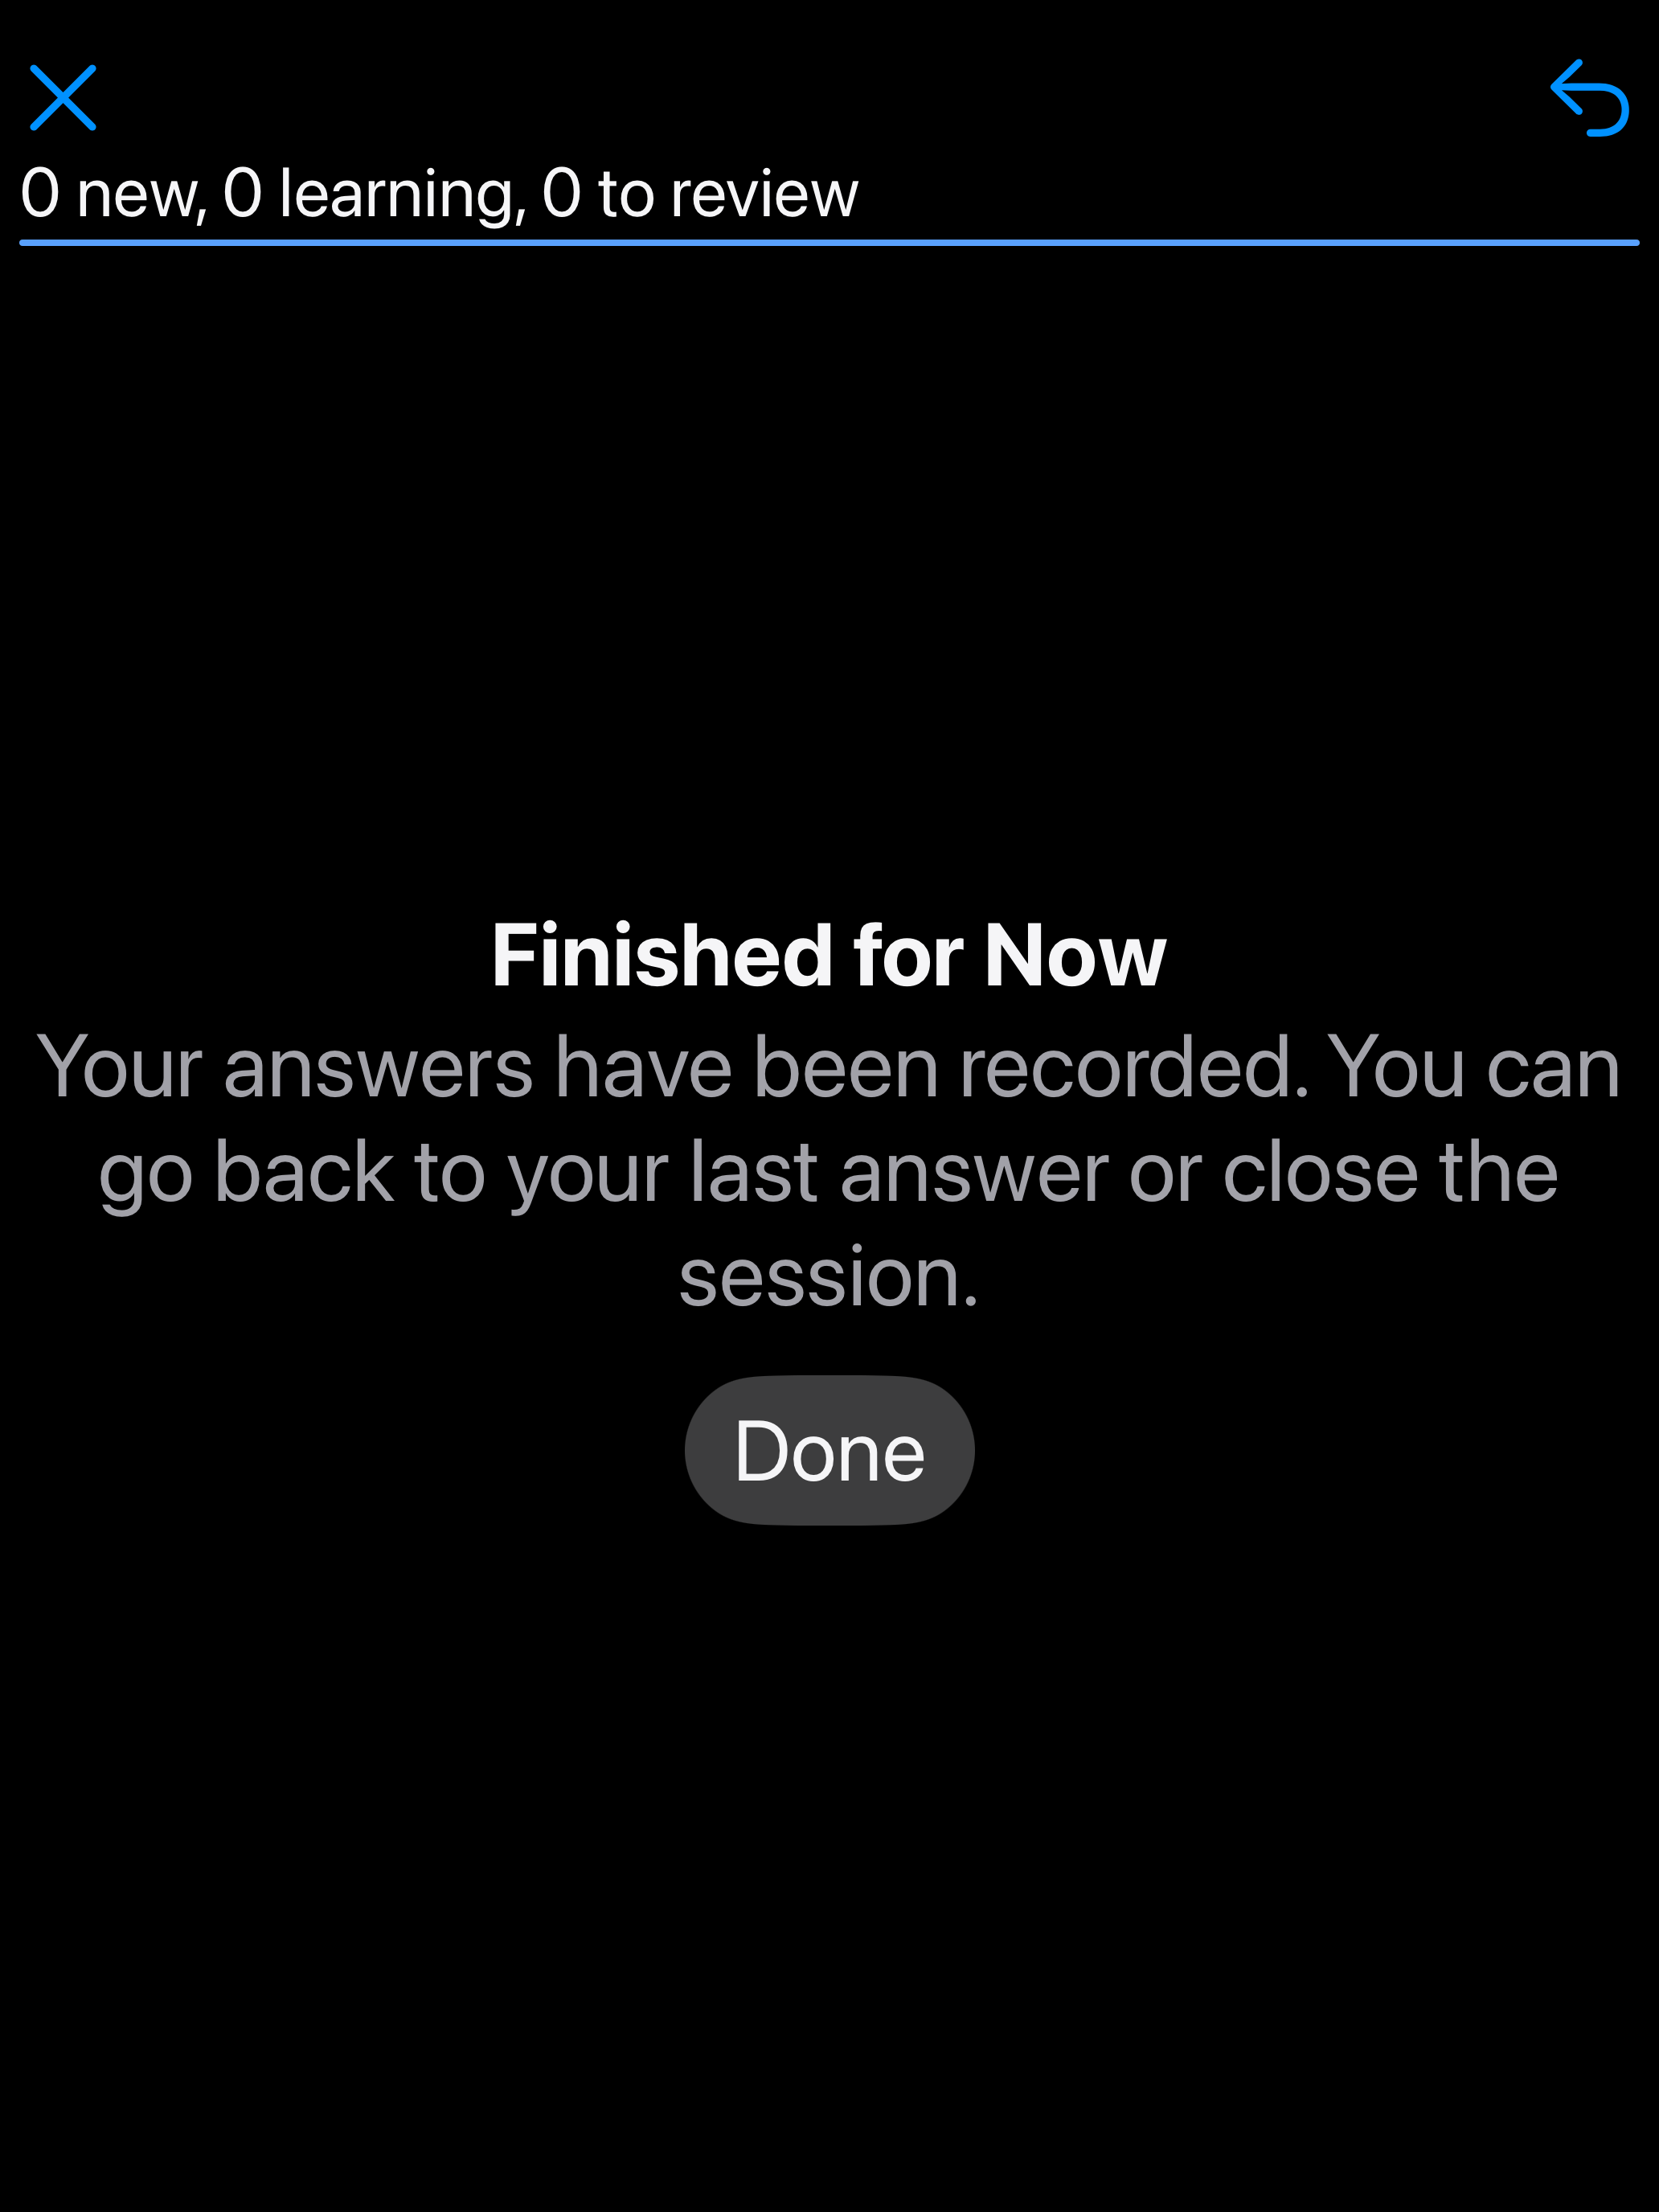 0 new, 0 learning, 0 to review
Finished for Now
Your answers have been recorded. You can
go back to your last answer or close the
session.
Done